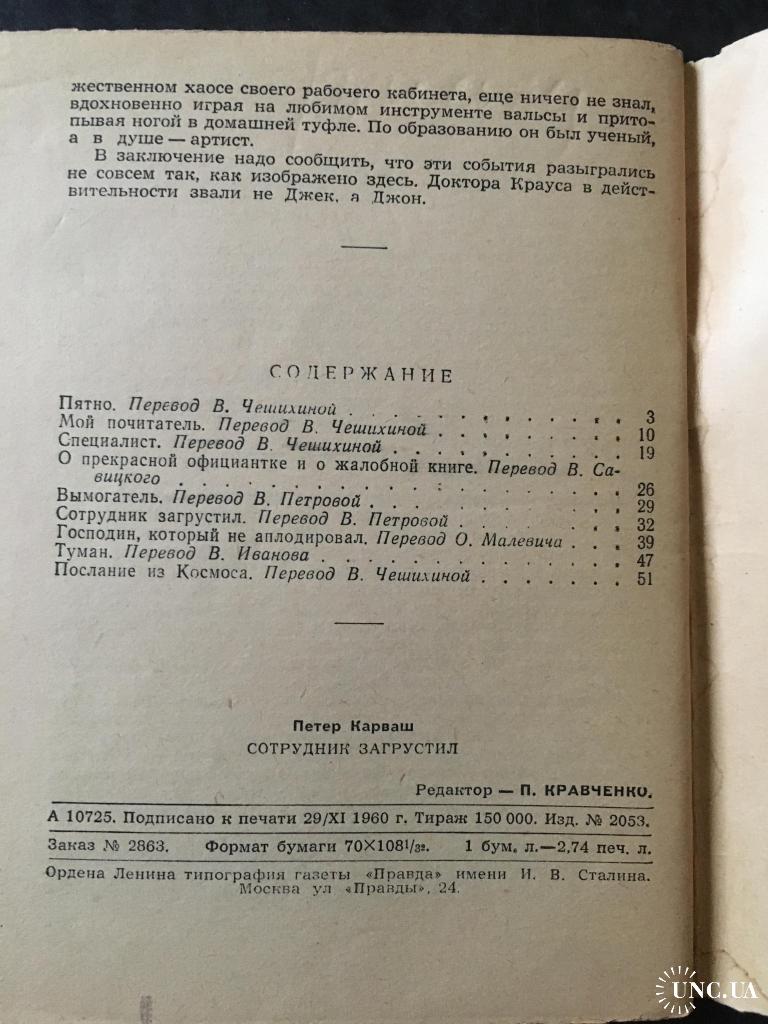 жественном хаосе своего рабочего кабинета, еще ничего не знал,
вдохновенно играя на любимом инструменте вальсы и прито-
пывая ногой в домашней туфле. По образованию он был ученый,
а в душе — артист.
В заключение надо сообщить, что эти события разыгрались
не совсем так, как изображено здесь. Доктора Крауса в дейст-
вительности звали не Джек, а Джон.
СОДЕРЖАНИЕ
Пятно. Перевод В. Чешихиной . . . . . . . . . . . 3
Мой почитатель. Перевод В. Чешихиной . . . . . . . . 10
Специалист. Перевод В. Чешихиной . . . . . . . . . 19
О прекрасной официантке и о жалобной книге. Перевод В. Са-
вицкого . . . . . . . . . . . . . . . . . 26
Вымогатель. Перевод В. Петровой . . . . . . . . . . 29
Сотрудник загрустил. Перевод В. Петровой . . . . . . . 32
Господин, который не аплодировал. Перевод О. Малевича . . . 39
Туман. Перевод В. Иванова . . . . . . . . . . . . 47
Послание из Космоса. Перевод В. Чешихиной . . . . . . . 51
Петер Карваш
СОТРУДНИК ЗАГРУСТИЛ
Редактор — П. КРАВЧЕНКО.
А 10725. Подписано к печати 29/XI 1960 г. Тираж 150 000. Изд. № 2053.
Заказ № 2863. Формат бумаги 70×108¹/₃₂. 1 бум. л.—2,74 печ. л.
Ордена Ленина типография газеты «Правда» имени И. В. Сталина.
Москва ул «Правды», 24.
UNC.UA